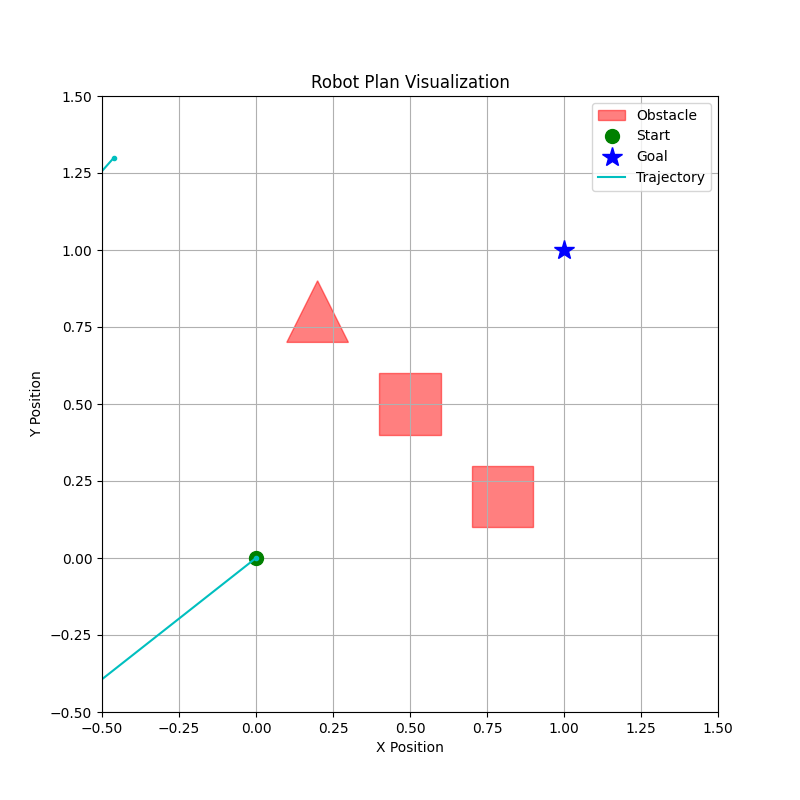 Robot Plan Visualization
Obstacle
Start
Goal
Trajectory
1.50
1.25
1.00
0.75
0.50
0.25
0.00
−0.25
−0.50
Y Position
−0.50 −0.25 0.00 0.25 0.50 0.75 1.00 1.25 1.50
X Position